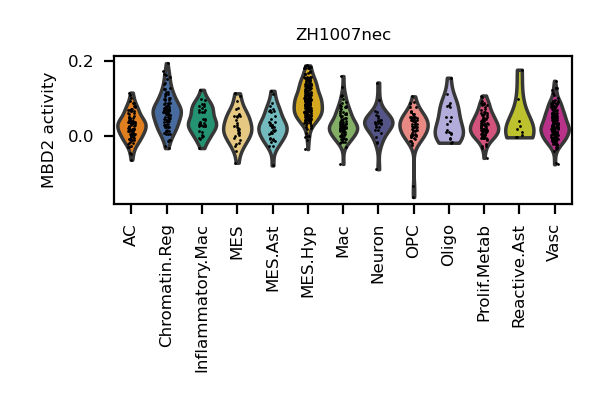 ZH1007nec
MBD2 activity
0.2
0.0
AC
Chromatin.Reg
Inflammatory.Mac
MES
MES.Ast
MES.Hyp
Mac
Neuron
OPC
Oligo
Prolif.Metab
Reactive.Ast
Vasc